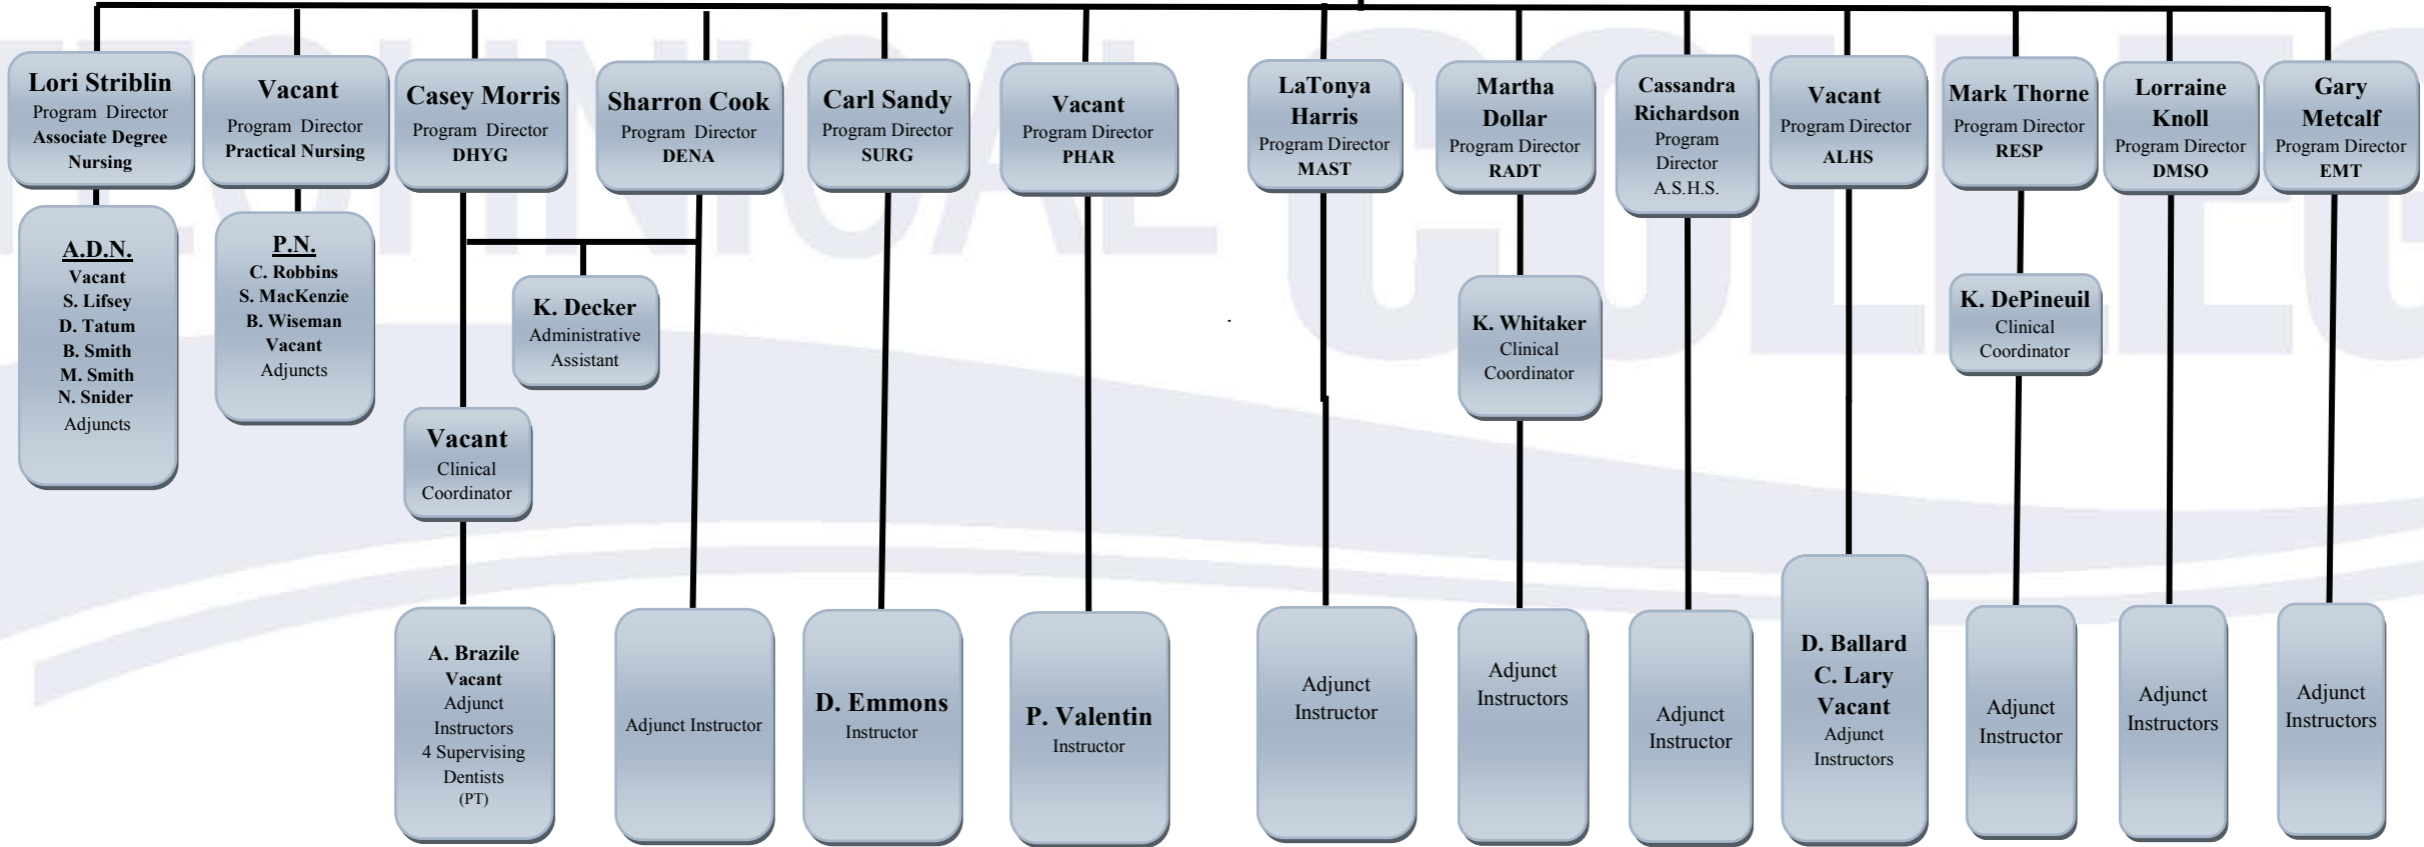 TECHNICAL COLLEG
Lori Striblin
Program Director
Associate Degree
Nursing
Vacant
Program Director
Practical Nursing
Casey Morris
Program Director
DHYG
Sharron Cook
Program Director
DENA
Carl Sandy
Program Director
SURG
Vacant
Program Director
PHAR
LaTonya
Harris
Program Director
MAST
Martha
Dollar
Program Director
RADT
Cassandra
Richardson
Program
Director
A.S.H.S.
Vacant
Program Director
ALHS
Mark Thorne
Program Director
RESP
Lorraine
Knoll
Program Director
DMSO
Gary
Metcalf
Program Director
EMT
A.D.N.
Vacant
S. Lifsey
D. Tatum
B. Smith
M. Smith
N. Snider
Adjuncts
P.N.
C. Robbins
S. MacKenzie
B. Wiseman
Vacant
Adjuncts
K. Decker
Administrative
Assistant
K. Whitaker
Clinical
Coordinator
K. DePineuil
Clinical
Coordinator
Vacant
Clinical
Coordinator
A. Brazile
Vacant
Adjunct
Instructors
4 Supervising
Dentists
(PT)
Adjunct Instructor
D. Emmons
Instructor
P. Valentin
Instructor
Adjunct
Instructor
Adjunct
Instructors
Adjunct
Instructor
D. Ballard
C. Lary
Vacant
Adjunct
Instructors
Adjunct
Instructor
Adjunct
Instructors
Adjunct
Instructors